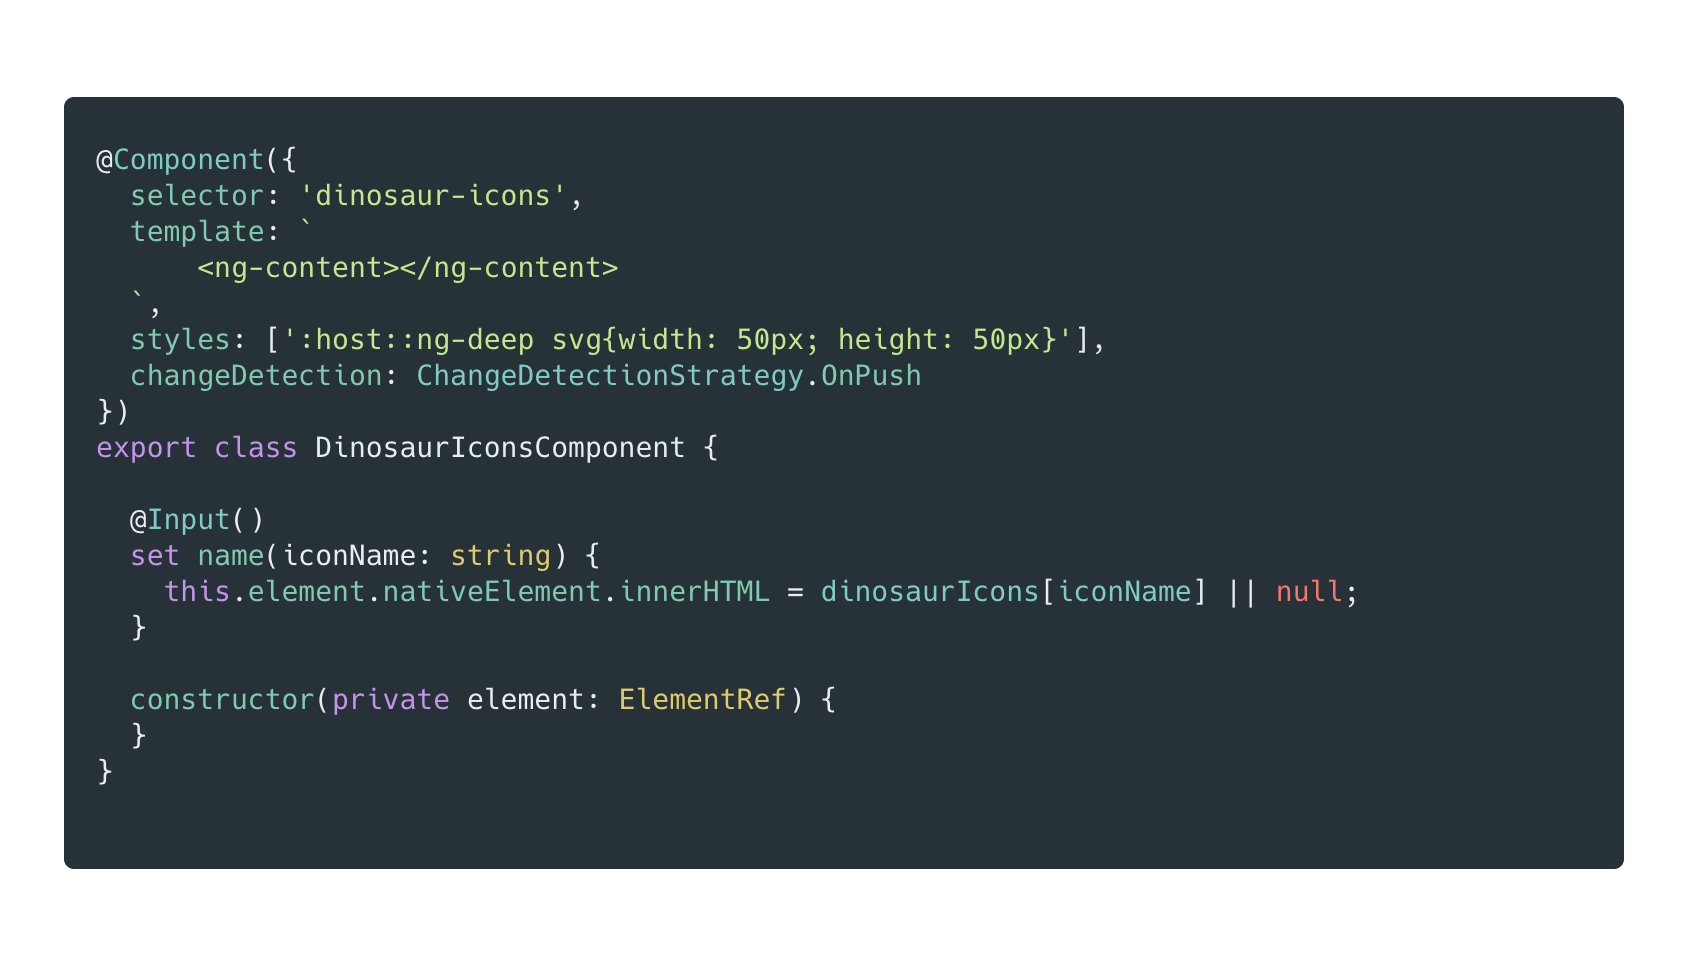 @Component({
  selector: 'dinosaur-icons',
  template: `
      <ng-content></ng-content>
  `,
  styles: [':host::ng-deep svg{width: 50px; height: 50px}'],
  changeDetection: ChangeDetectionStrategy.OnPush
})
export class DinosaurIconsComponent {

  @Input()
  set name(iconName: string) {
    this.element.nativeElement.innerHTML = dinosaurIcons[iconName] || null;
  }

  constructor(private element: ElementRef) {
  }
}